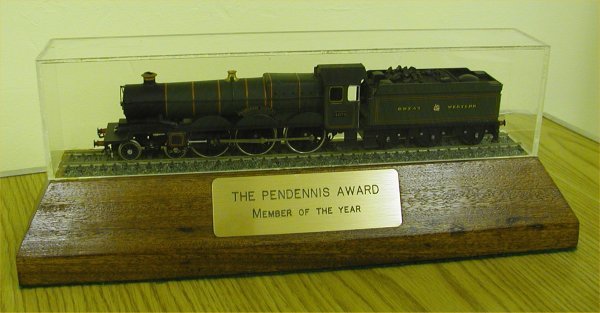 GREAT WESTERN
THE PENDENNIS AWARD
MEMBER OF THE YEAR